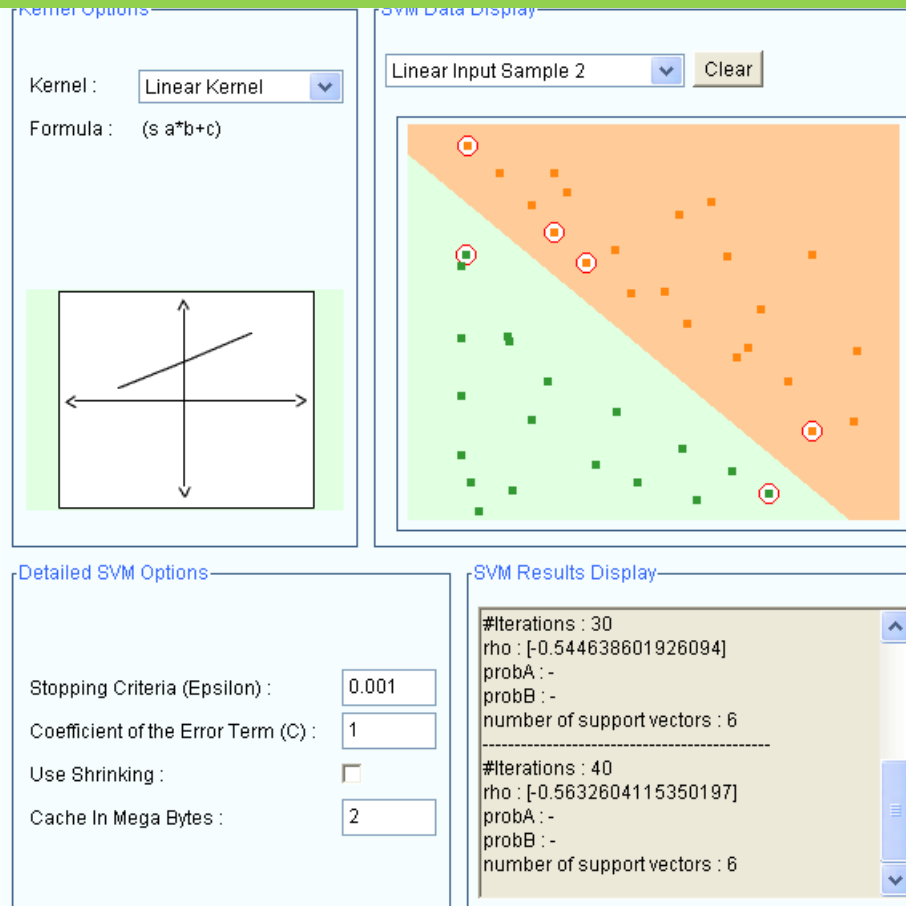 Kernel Options
Kernel :
Linear Kernel
Formula :
(s a*b+c)
SVM Data Display
Linear Input Sample 2
Clear
Detailed SVM Options
Stopping Criteria (Epsilon) :
0.001
Coefficient of the Error Term (C) :
1
Use Shrinking :
Cache In Mega Bytes :
2
SVM Results Display
#Iterations : 30
rho : [-0.544638601926094]
probA : -
probB : -
number of support vectors : 6
---------------------------------------------
#Iterations : 40
rho : [-0.5632604115350197]
probA : -
probB : -
number of support vectors : 6